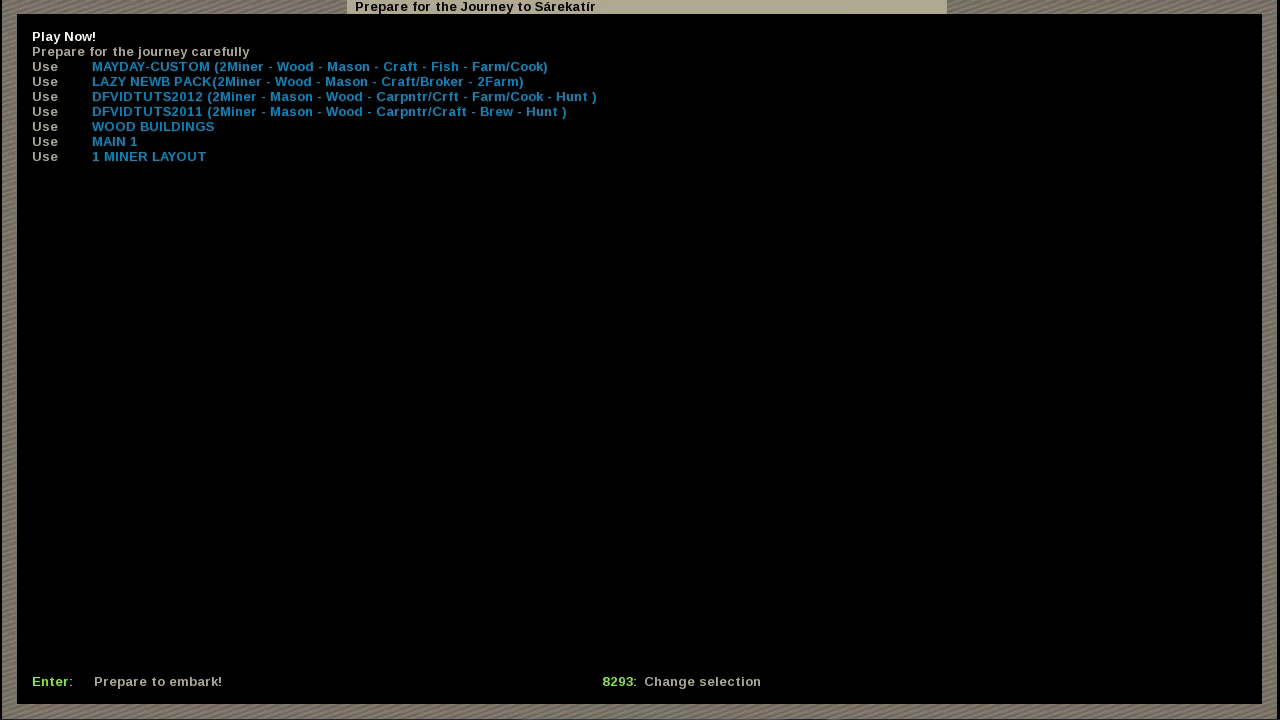 Prepare for the Journey to Sárekatír
Play Now!
Prepare for the journey carefully
Use MAYDAY-CUSTOM (2Miner - Wood - Mason - Craft - Fish - Farm/Cook)
Use LAZY NEWB PACK(2Miner - Wood - Mason - Craft/Broker - 2Farm)
Use DFVIDTUTS2012 (2Miner - Mason - Wood - Carpntr/Crft - Farm/Cook - Hunt )
Use DFVIDTUTS2011 (2Miner - Mason - Wood - Carpntr/Craft - Brew - Hunt )
Use WOOD BUILDINGS
Use MAIN 1
Use 1 MINER LAYOUT
Enter: Prepare to embark! 8293: Change selection